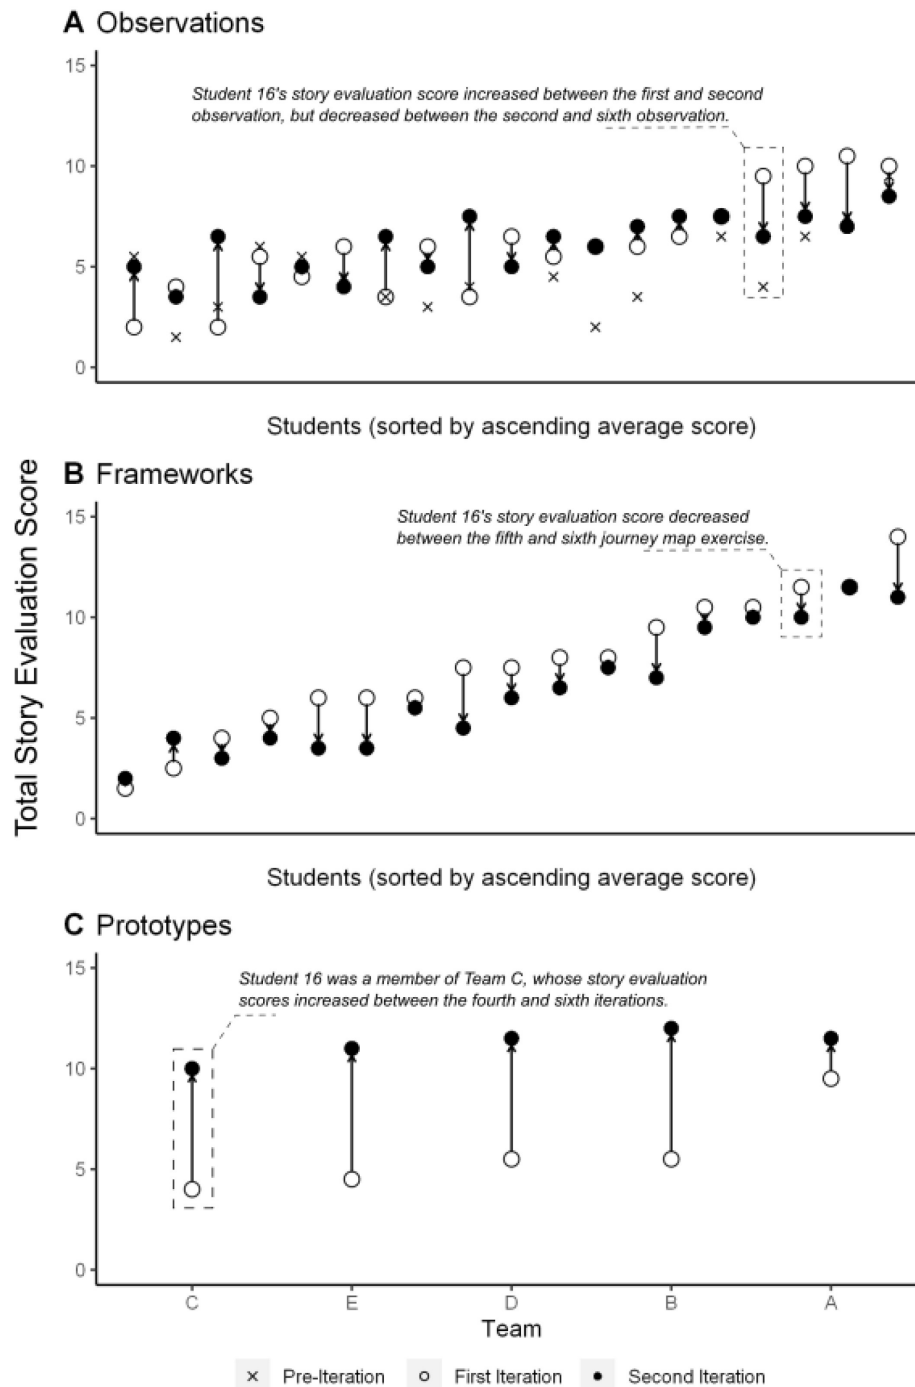 A Observations
15
Student 16's story evaluation score increased between the first and second
observation, but decreased between the second and sixth observation.
10
5
0
Students (sorted by ascending average score)
Total Story Evaluation Score
B Frameworks
15
Student 16's story evaluation score decreased
between the fifth and sixth journey map exercise.
10
5
0
Students (sorted by ascending average score)
C Prototypes
15
Student 16 was a member of Team C, whose story evaluation
scores increased between the fourth and sixth iterations.
10
5
0
C E D B A
Team
Pre-Iteration First Iteration Second Iteration